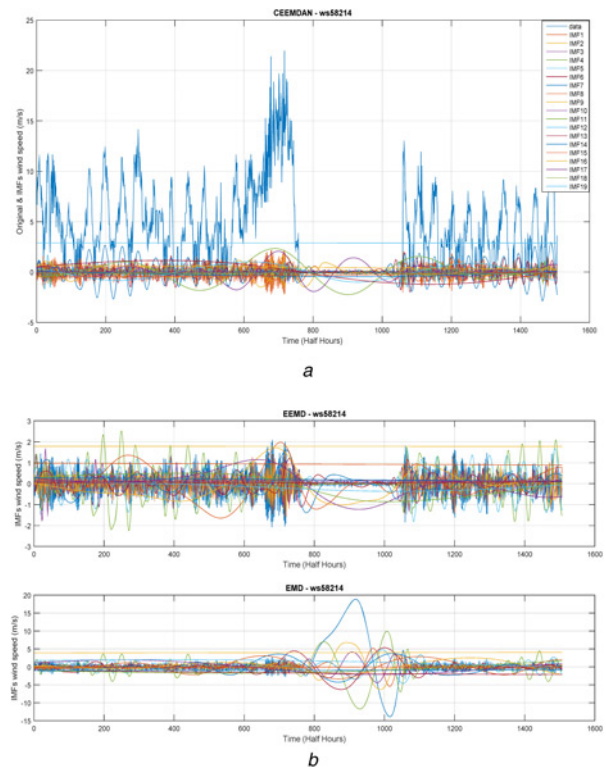 CEEMDAN - ws58214
Original & IMFs wind speed (m/s)
25
20
15
10
5
0
-5
0
200
400
600
800
1000
1200
1400
1600
Time (Half Hours)
data
IMF1
IMF2
IMF3
IMF4
IMF5
IMF6
IMF7
IMF8
IMF9
IMF10
IMF11
IMF12
IMF13
IMF14
IMF15
IMF16
IMF17
IMF18
IMF19
a
EEMD - ws58214
IMFs wind speed (m/s)
3
2
1
0
-1
-2
-3
0
200
400
600
800
1000
1200
1400
1600
Time (Half Hours)
EMD - ws58214
IMFs wind speed (m/s)
20
15
10
5
0
-5
-10
-15
0
200
400
600
800
1000
1200
1400
1600
Time (Half Hours)
b